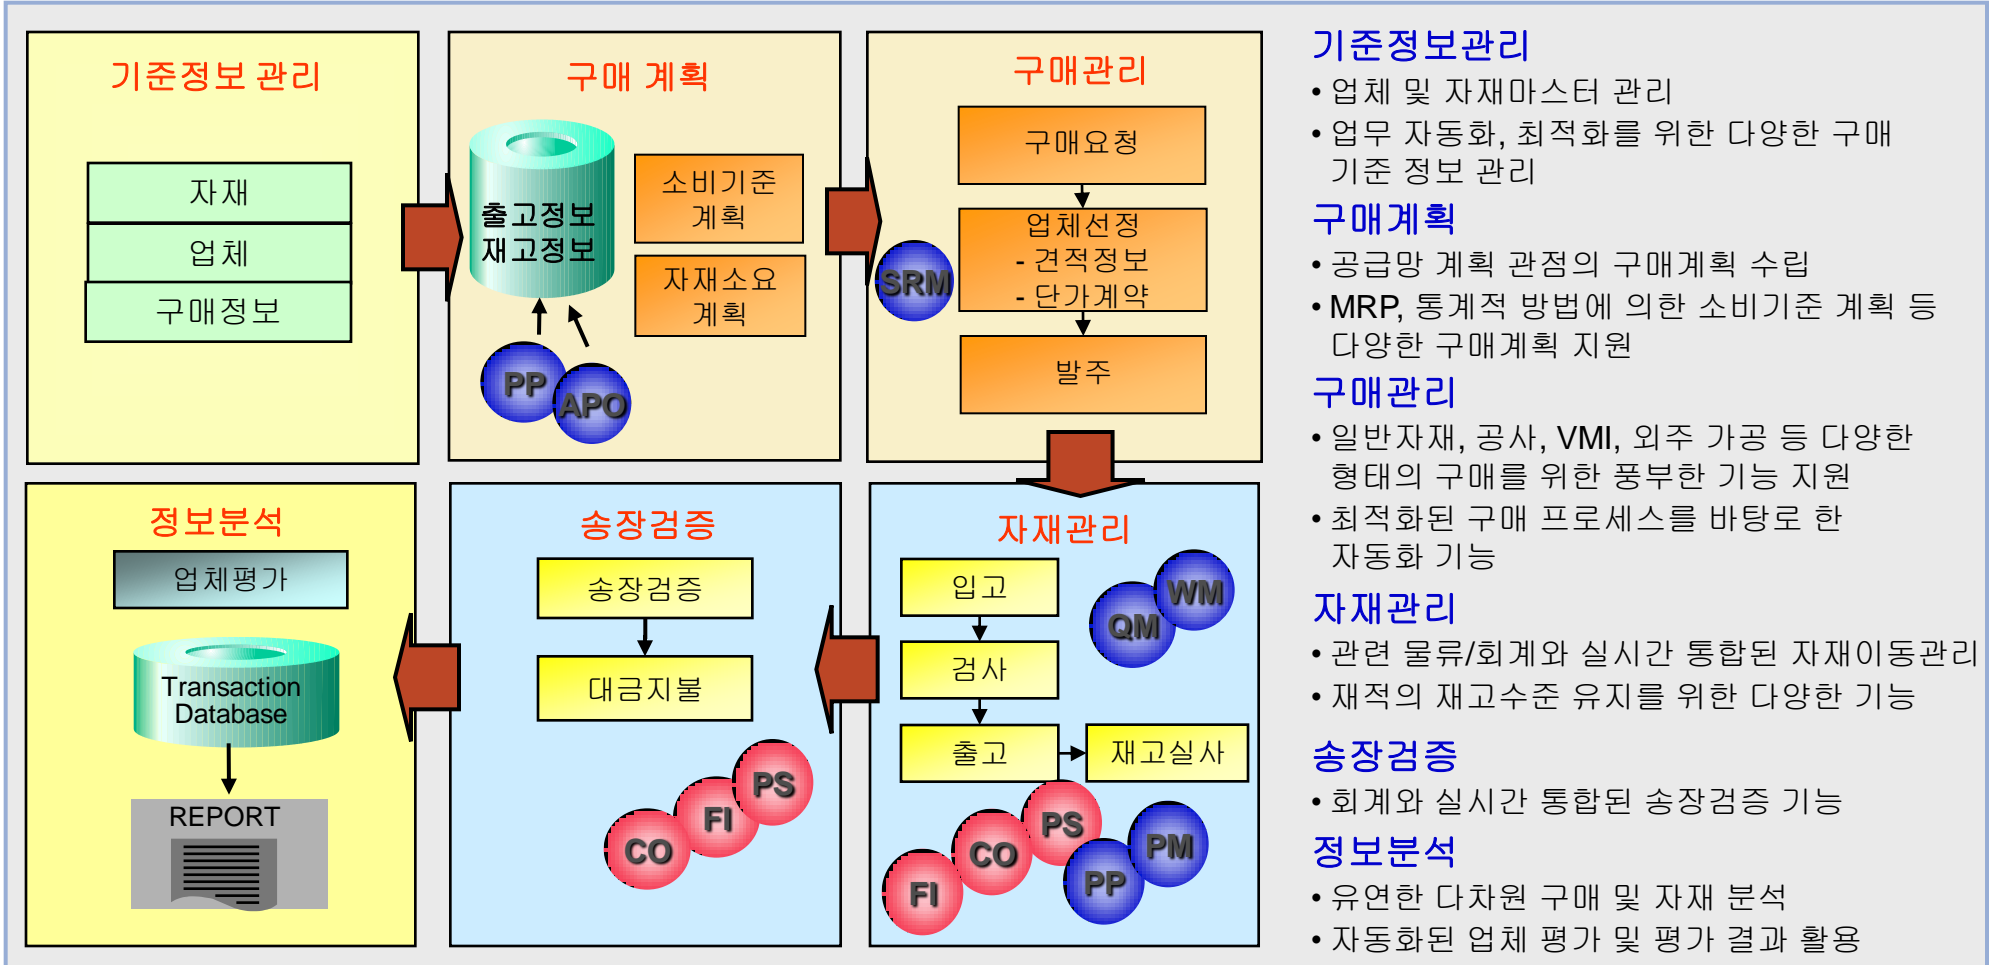 기준정보 관리
자재
업체
구매정보
구매 계획
출고정보
재고정보
소비기준
계획
자재소요
계획
PP
APO
구매관리
구매요청
업체선정
- 견적정보
- 단가계약
발주
SRM
자재관리
입고
검사
출고
재고실사
WM
QM
FI
CO
PS
PP
PM
송장검증
송장검증
대금지불
CO
FI
PS
정보분석
업체평가
Transaction
Database
REPORT
기준정보관리
• 업체 및 자재마스터 관리
• 업무 자동화, 최적화를 위한 다양한 구매
기준 정보 관리
구매계획
• 공급망 계획 관점의 구매계획 수립
• MRP, 통계적 방법에 의한 소비기준 계획 등
다양한 구매계획 지원
구매관리
• 일반자재, 공사, VMI, 외주 가공 등 다양한
형태의 구매를 위한 풍부한 기능 지원
• 최적화된 구매 프로세스를 바탕로 한
자동화 기능
자재관리
• 관련 물류/회계와 실시간 통합된 자재이동관리
• 재적의 재고수준 유지를 위한 다양한 기능
송장검증
• 회계와 실시간 통합된 송장검증 기능
정보분석
• 유연한 다차원 구매 및 자재 분석
• 자동화된 업체 평가 및 평가 결과 활용